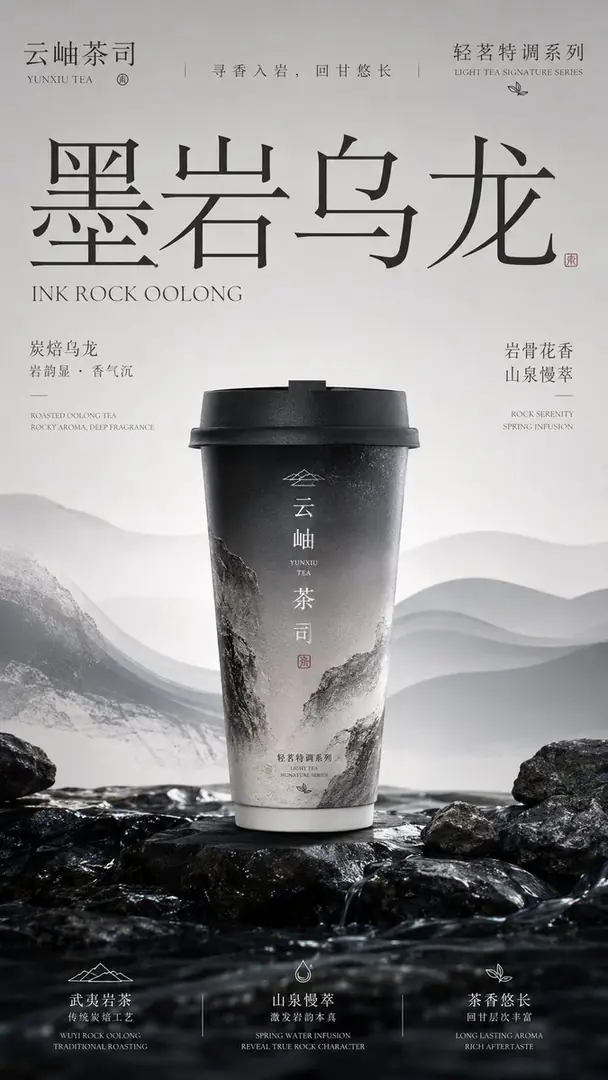 云岫茶司
YUNXIU TEA
寻香入岩，回甘悠长
轻茗特调系列
LIGHT TEA SIGNATURE SERIES
墨岩乌龙
INK ROCK OOLONG
炭焙乌龙
岩韵显 · 香气沉
ROASTED OOLONG TEA
ROCKY AROMA, DEEP FRAGRANCE
岩骨花香
山泉慢萃
ROCK SERENITY
SPRING INFUSION
云
岫
YUNXIU
TEA
茶
司
轻茗特调系列
LIGHT TEA
SIGNATURE SERIES
武夷岩茶
传统炭焙工艺
WUYI ROCK OOLONG
TRADITIONAL ROASTING
山泉慢萃
激发岩韵本真
SPRING WATER INFUSION
REVEAL TRUE ROCK CHARACTER
茶香悠长
回甘层次丰富
LONG LASTING AROMA
RICH AFTERTASTE